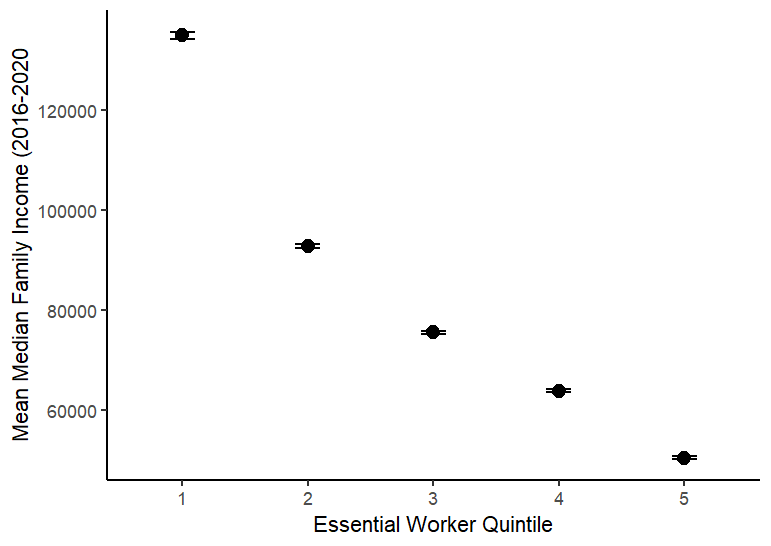 Mean Median Family Income (2016-2020
120000
100000
80000
60000
1 2 3 4 5
Essential Worker Quintile